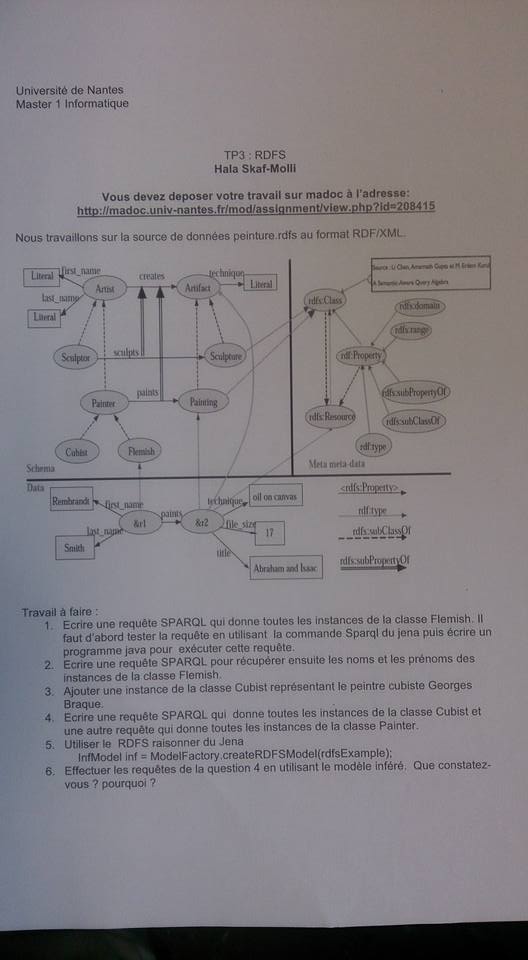 Université de Nantes
Master 1 Informatique
TP3 : RDFS
Hala Skaf-Molli
Vous devez deposer votre travail sur madoc à l'adresse:
http://madoc.univ-nantes.fr/mod/assignment/view.php?id=208415
Nous travaillons sur la source de données peinture.rdfs au format RDF/XML.
Literal
first_name
Artist
creates
Artifact
technique
Literal
last_name
Literal
Sculptor
sculpts
Sculpture
Painter
paints
Painting
Cubist
Flemish
Schema
Source : Li Chen, Amarnath Gupta et M. Erdem
A Semantic Aware Query Algebra
rdfs:Class
rdfs:domain
rdfs:range
rdf:Property
rdfs:subPropertyOf
rdfs:subClassOf
rdfs:Resource
rdf:type
Meta meta-data
Data
Rembrandt
first_name
&r1
paints
&r2
technique
oil on canvas
last_name
Smith
file_size
17
title
Abraham and Isaac
<rdfs:Property>
rdf:type
rdfs:subClassOf
rdfs:subPropertyOf
Travail à faire :
1. Ecrire une requête SPARQL qui donne toutes les instances de la classe Flemish. Il
faut d'abord tester la requête en utilisant la commande Sparql du jena puis écrire un
programme java pour exécuter cette requête.
2. Ecrire une requête SPARQL pour récupérer ensuite les noms et les prénoms des
instances de la classe Flemish.
3. Ajouter une instance de la classe Cubist représentant le peintre cubiste Georges
Braque.
4. Ecrire une requête SPARQL qui donne toutes les instances de la classe Cubist et
une autre requête qui donne toutes les instances de la classe Painter.
5. Utiliser le RDFS raisonner du Jena
InfModel inf = ModelFactory.createRDFSModel(rdfsExample);
6. Effectuer les requêtes de la question 4 en utilisant le modèle inféré. Que constatez-
vous ? pourquoi ?